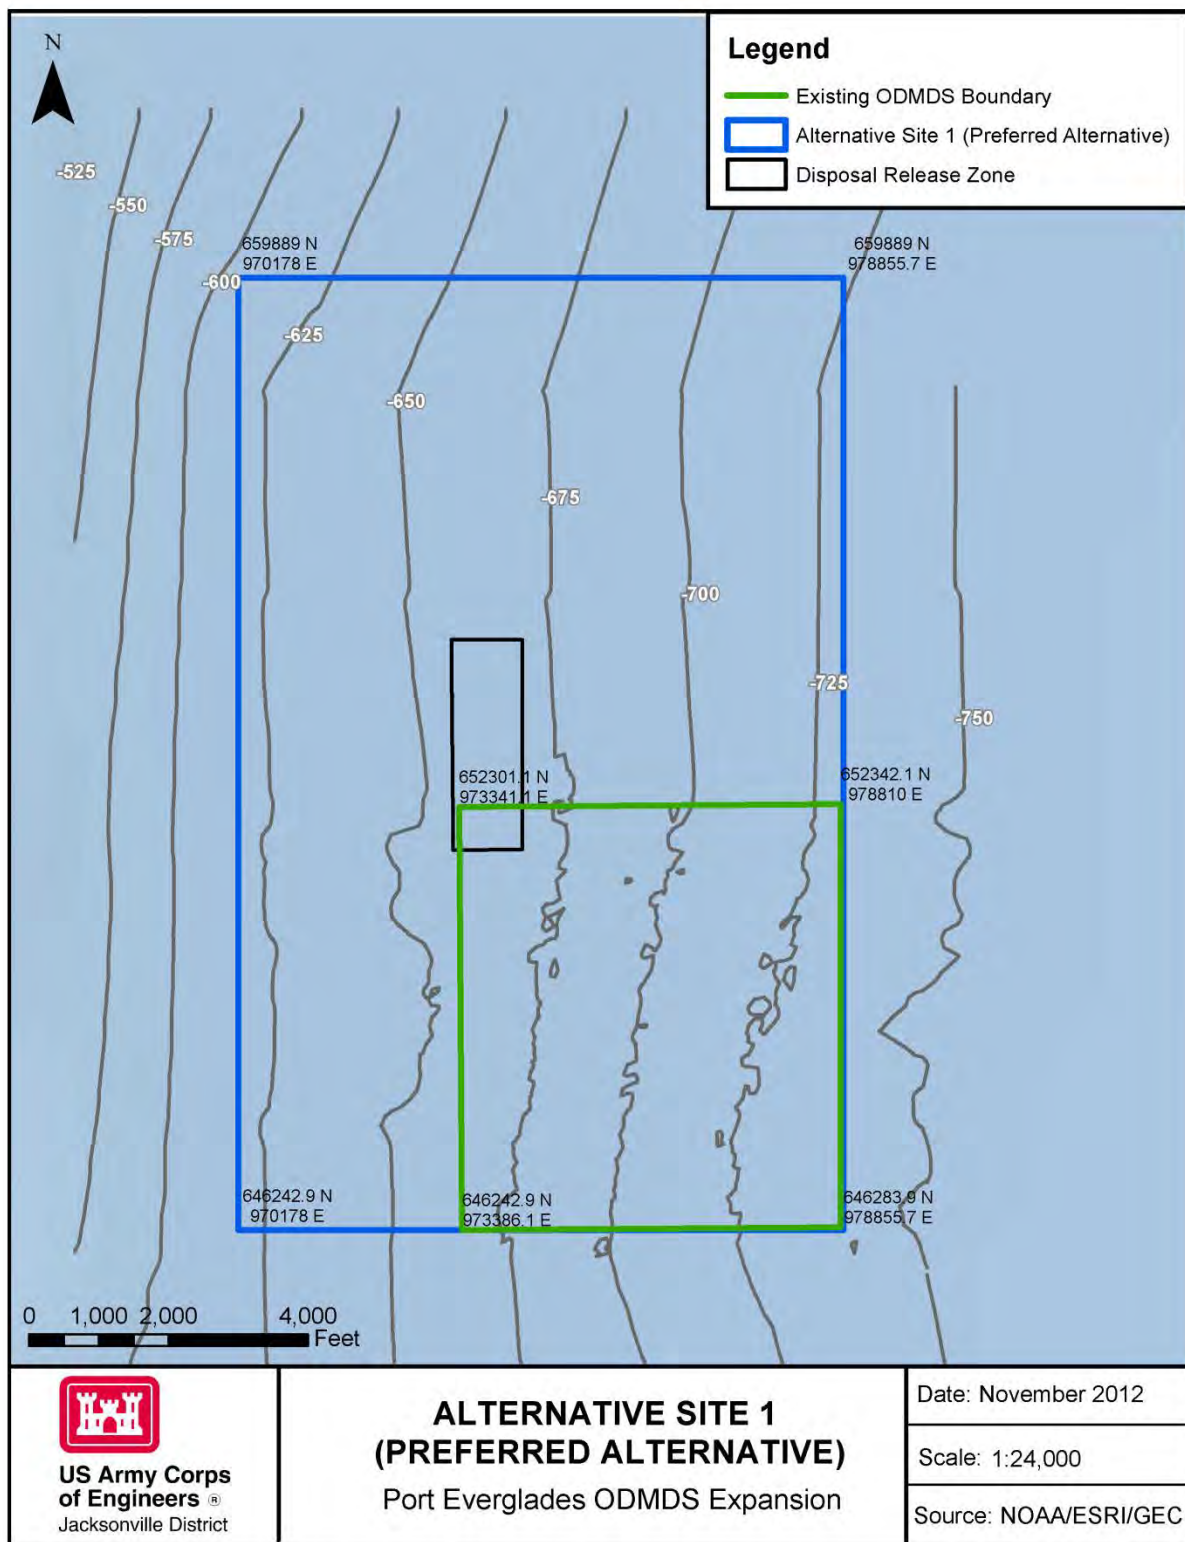 N
Legend
Existing ODMDS Boundary
Alternative Site 1 (Preferred Alternative)
Disposal Release Zone
-525
-550
-575
-600
659889 N
970178 E
659889 N
978855.7 E
-625
-650
-675
-700
-725
-750
652301.1 N
973341.1 E
652342.1 N
978810 E
646242.9 N
970178 E
646242.9 N
973386.1 E
646283.9 N
978855.7 E
0 1,000 2,000 4,000
Feet
US Army Corps
of Engineers ®
Jacksonville District
ALTERNATIVE SITE 1
(PREFERRED ALTERNATIVE)
Port Everglades ODMDS Expansion
Date: November 2012
Scale: 1:24,000
Source: NOAA/ESRI/GEC